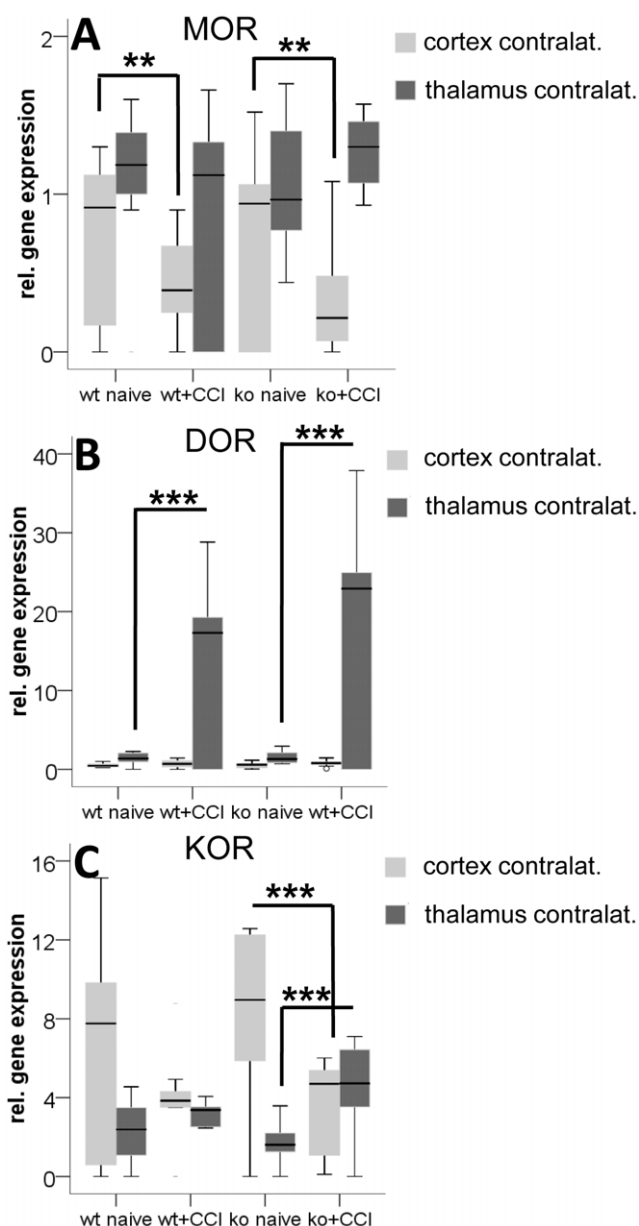 A MOR
cortex contralat.
thalamus contralat.
** **
rel. gene expression
2
1
0
wt naive wt+CCI ko naive ko+CCI
B DOR
cortex contralat.
thalamus contralat.
*** ***
rel. gene expression
40
30
20
10
0
wt naive wt+CCI ko naive wt+CCI
C KOR
cortex contralat.
thalamus contralat.
***
***
rel. gene expression
16
12
8
4
0
wt naive wt+CCI ko naive ko+CCI